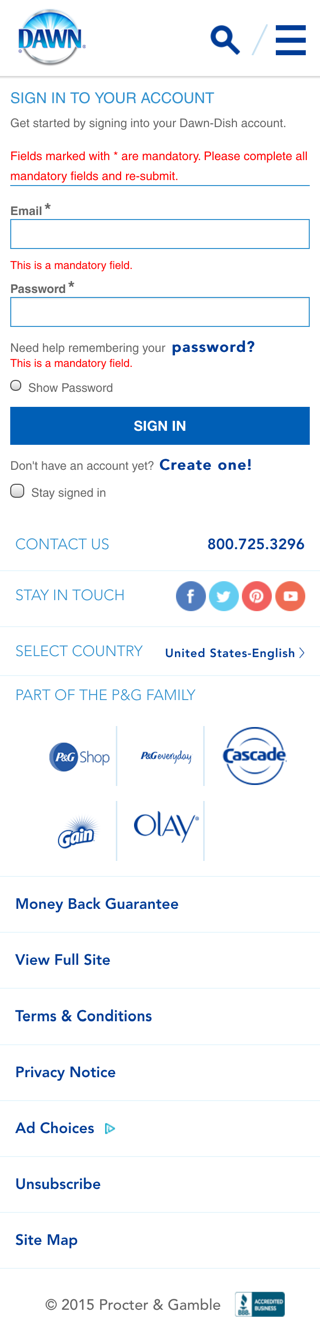 DAWN
SIGN IN TO YOUR ACCOUNT
Get started by signing into your Dawn-Dish account.
Fields marked with * are mandatory. Please complete all
mandatory fields and re-submit.
Email *
This is a mandatory field.
Password *
Need help remembering your password?
This is a mandatory field.
Show Password
SIGN IN
Don't have an account yet? Create one!
Stay signed in
CONTACT US 800.725.3296
STAY IN TOUCH
SELECT COUNTRY United States-English >
PART OF THE P&G FAMILY
P&G Shop P&G everyday Cascade
Gain OLAY
Money Back Guarantee
View Full Site
Terms & Conditions
Privacy Notice
Ad Choices
Unsubscribe
Site Map
© 2015 Procter & Gamble BBB ACCREDITED
BUSINESS